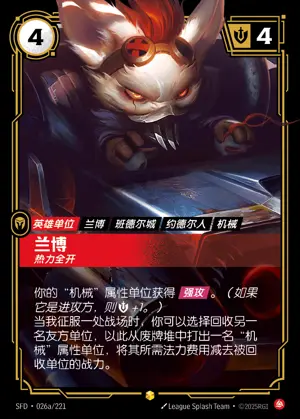 4
4
英雄单位 兰博 班德尔城 约德尔人 机械
兰博
热力全开
你的“机械”属性单位获得 强攻 。（如果
它是进攻方，则 +1。）
当我征服一处战场时，你可以选择回收另一
名友方单位，以此从废牌堆中打出一名“机
械”属性单位，将其所需法力费用减去被回
收单位的战力。
SFD · 026a/221
League Splash Team · ©2025RGI